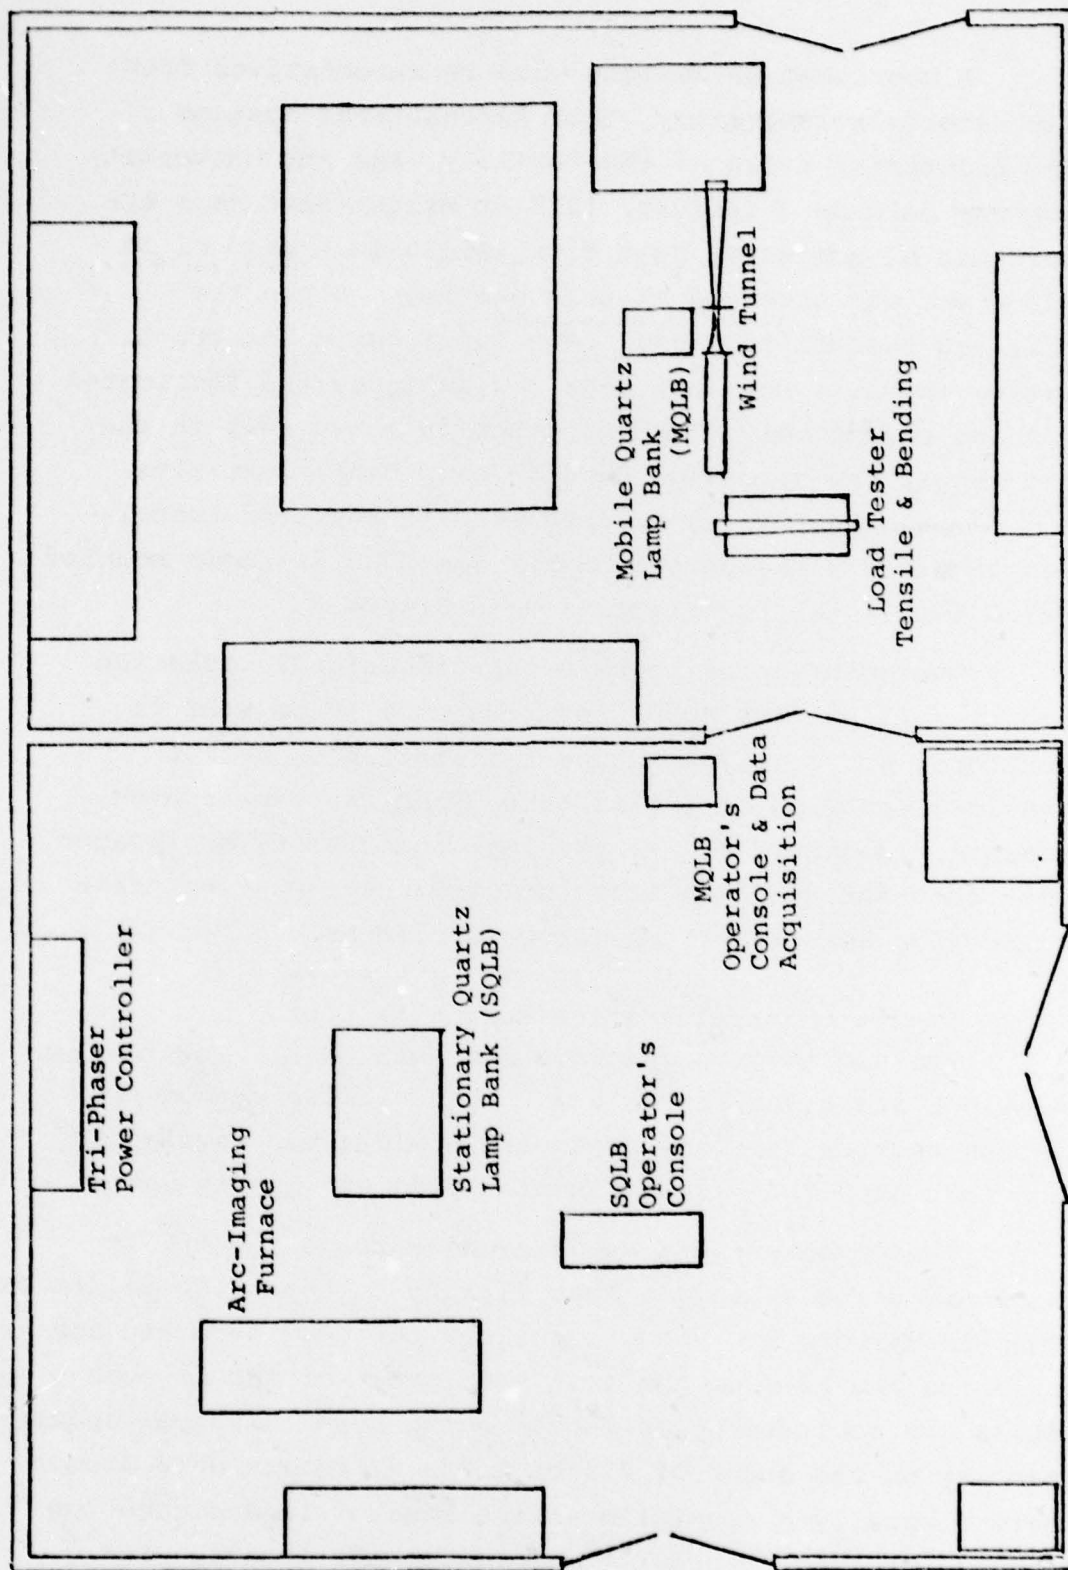 Tri-Phaser
Power Controller
Arc-Imaging
Furnace
Stationary Quartz
Lamp Bank (SQLB)
SQLB
Operator's
Console
MQLB
Operator's
Console & Data
Acquisition
Mobile Quartz
Lamp Bank
(MQLB)
Wind Tunnel
Load Tester
Tensile & Bending